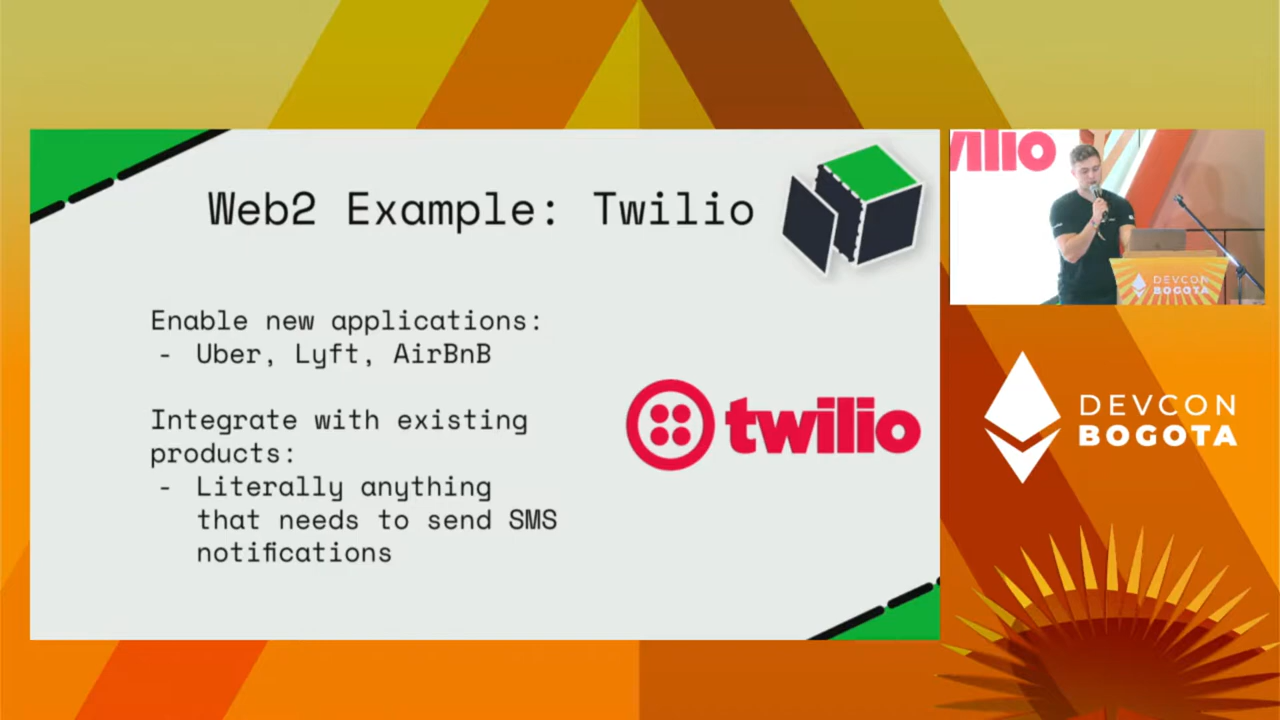 Web2 Example: Twilio
Enable new applications:
- Uber, Lyft, AirBnB
Integrate with existing
products:
- Literally anything
that needs to send SMS
notifications
twilio
wilio
DEVCON
BOGOTA
DEVCON
BOGOTA